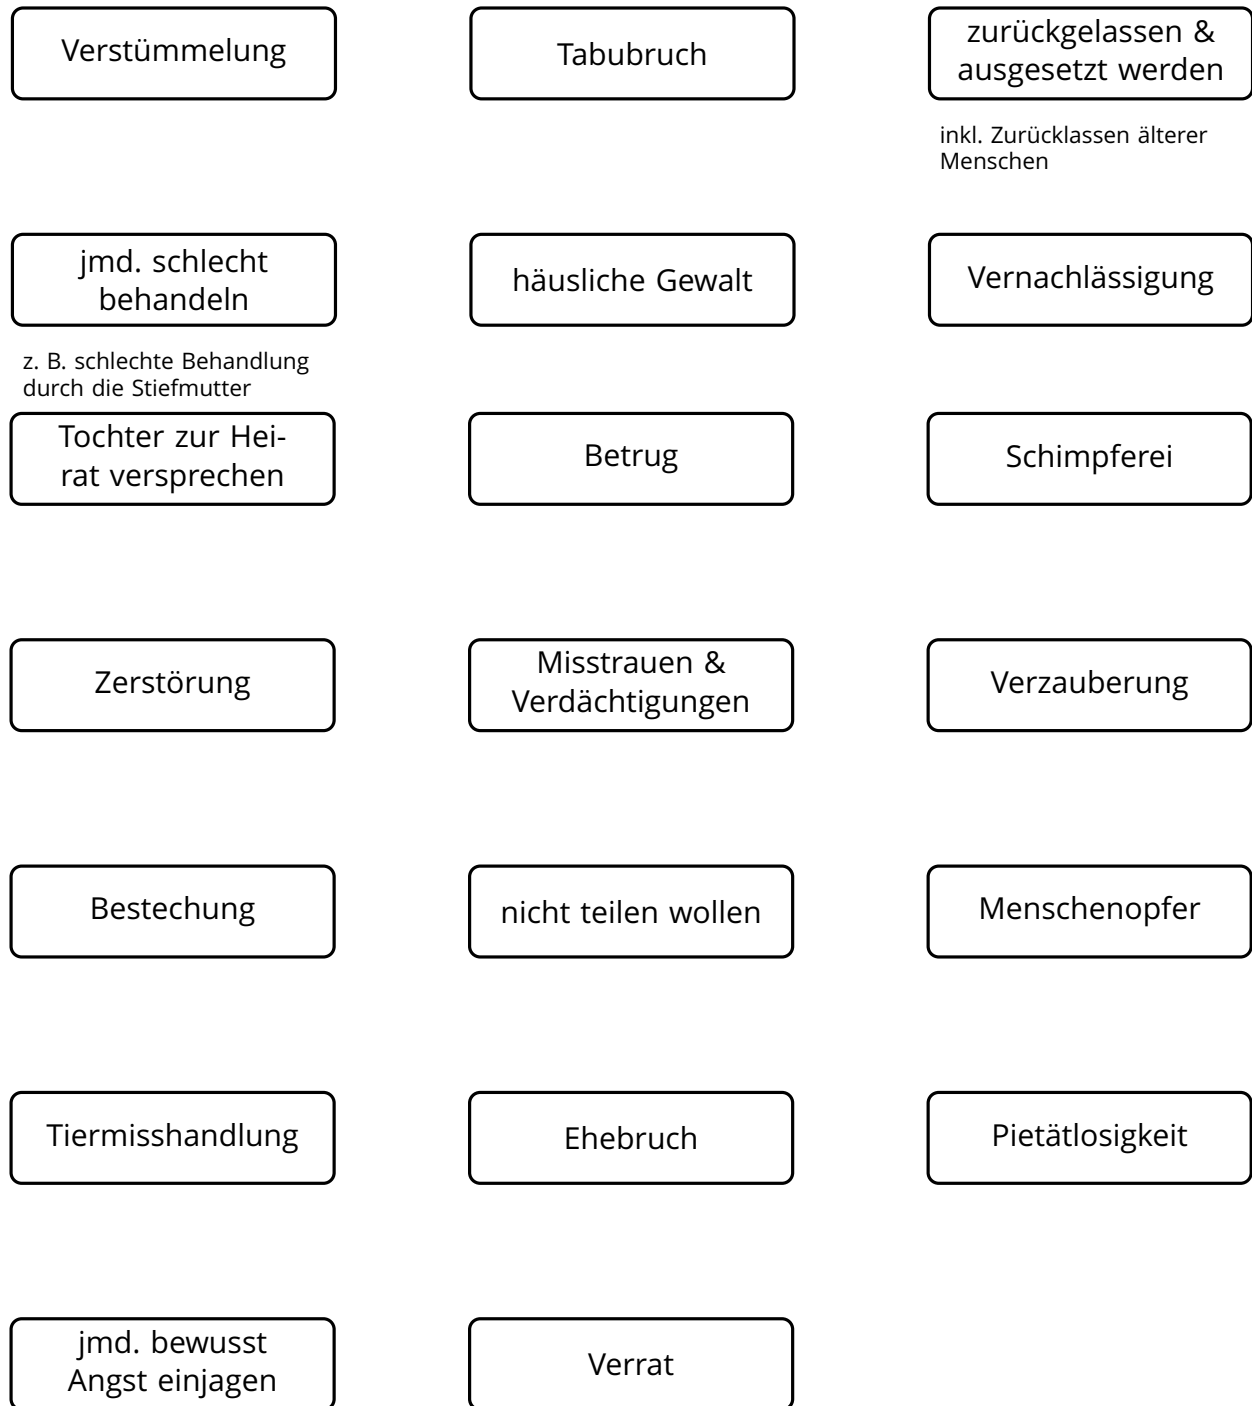 Verstümmelung
Tabubruch
zurückgelassen &
ausgesetzt werden
inkl. Zurücklassen älterer
Menschen
jmd. schlecht
behandeln
z. B. schlechte Behandlung
durch die Stiefmutter
häusliche Gewalt
Vernachlässigung
Tochter zur Hei-
rat versprechen
Betrug
Schimpferei
Zerstörung
Misstrauen &
Verdächtigungen
Verzauberung
Bestechung
nicht teilen wollen
Menschenopfer
Tiermisshandlung
Ehebruch
Pietätlosigkeit
jmd. bewusst
Angst einjagen
Verrat